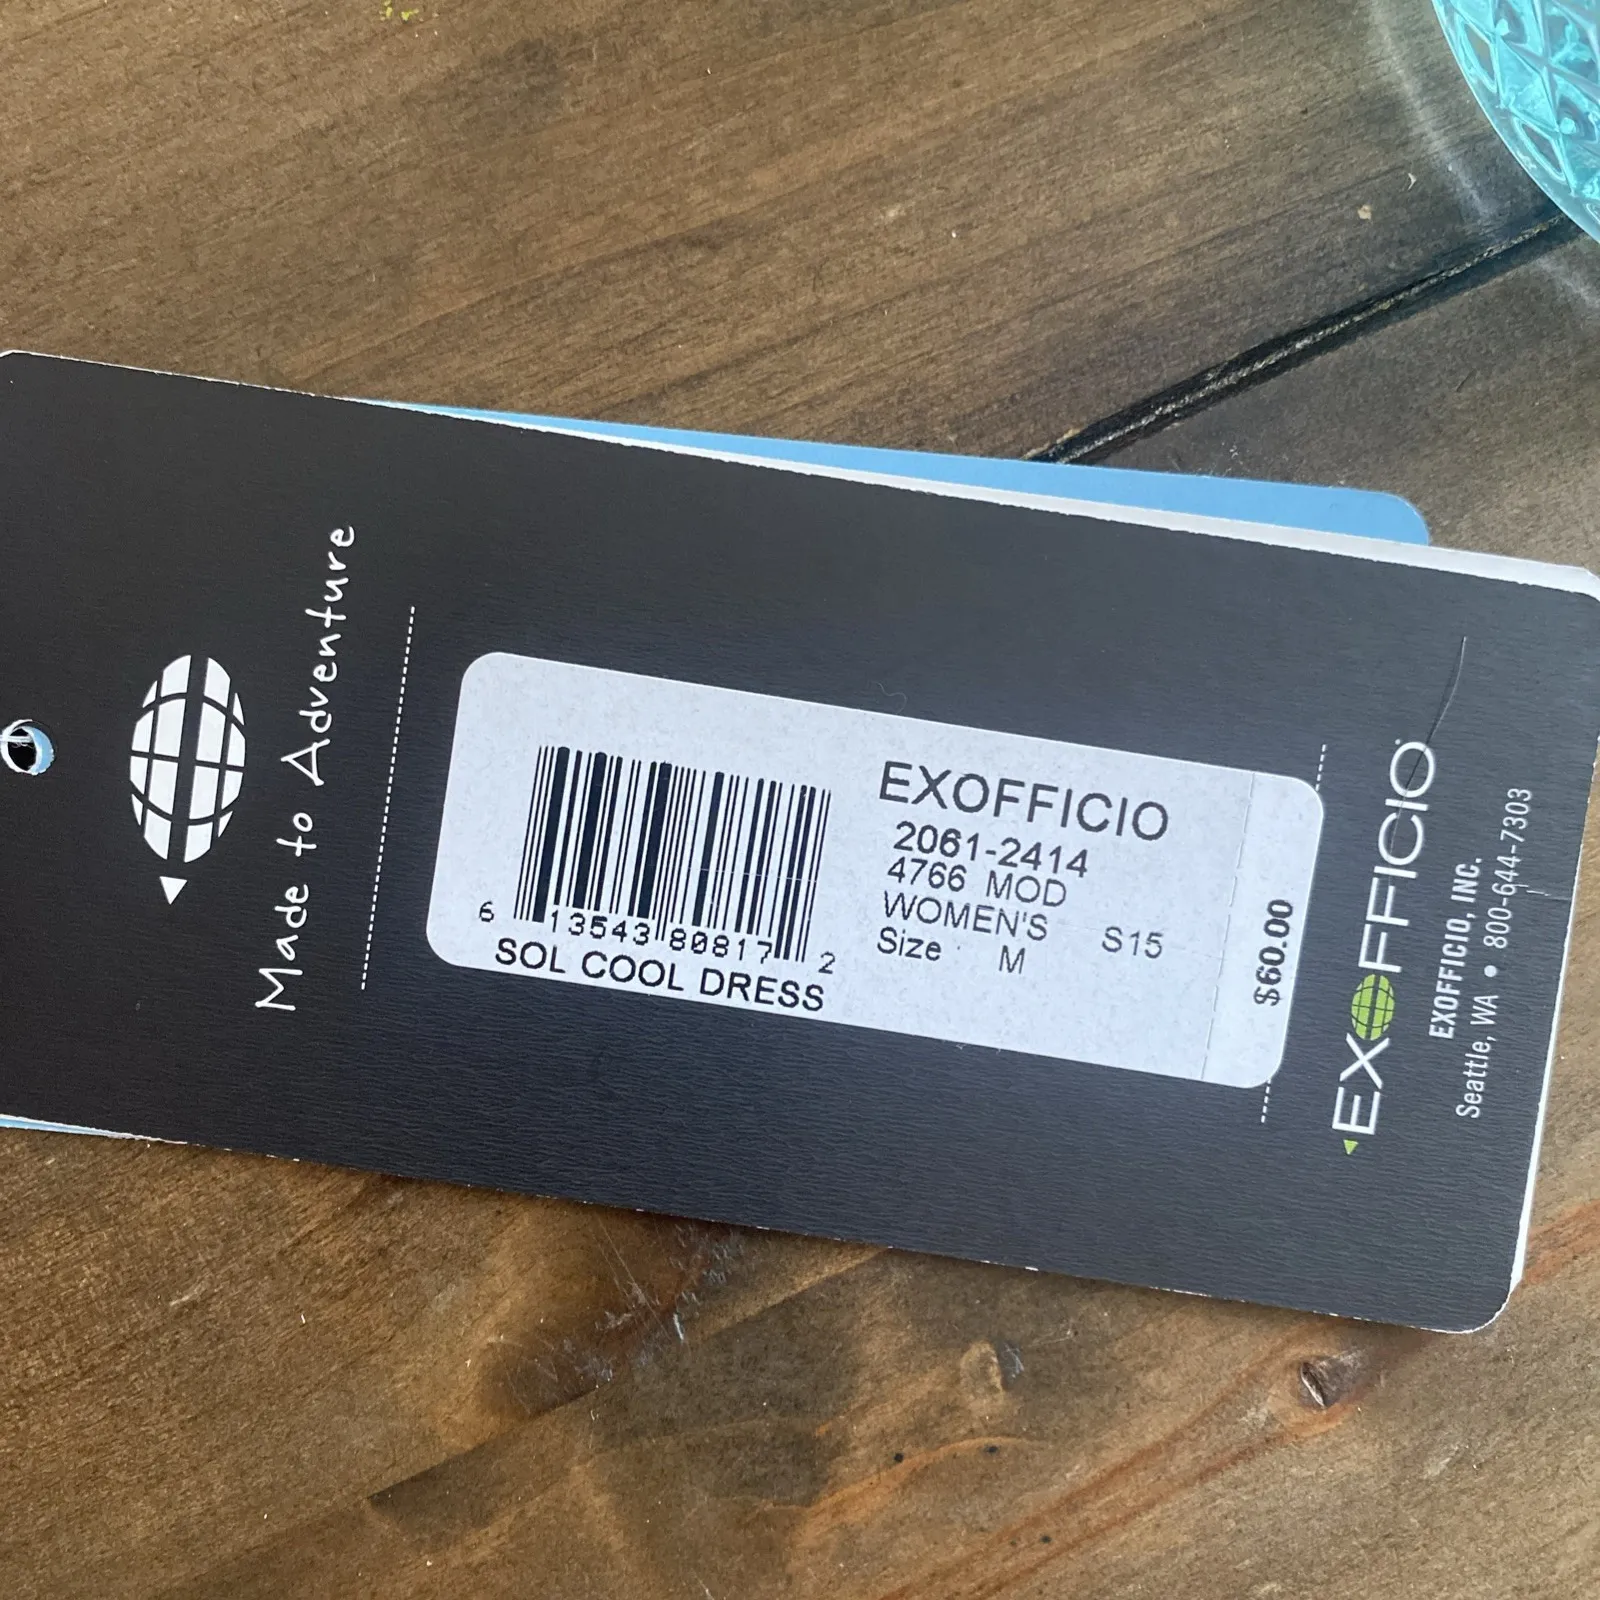 Made to Adventure
6 13543 80817 2
SOL COOL DRESS
EXOFFICIO
2061-2414
4766 MOD
WOMEN'S S15
Size M
$60.00
EXOFFICIO
EXOFFICIO, INC.
Seattle, WA • 800-644-7303